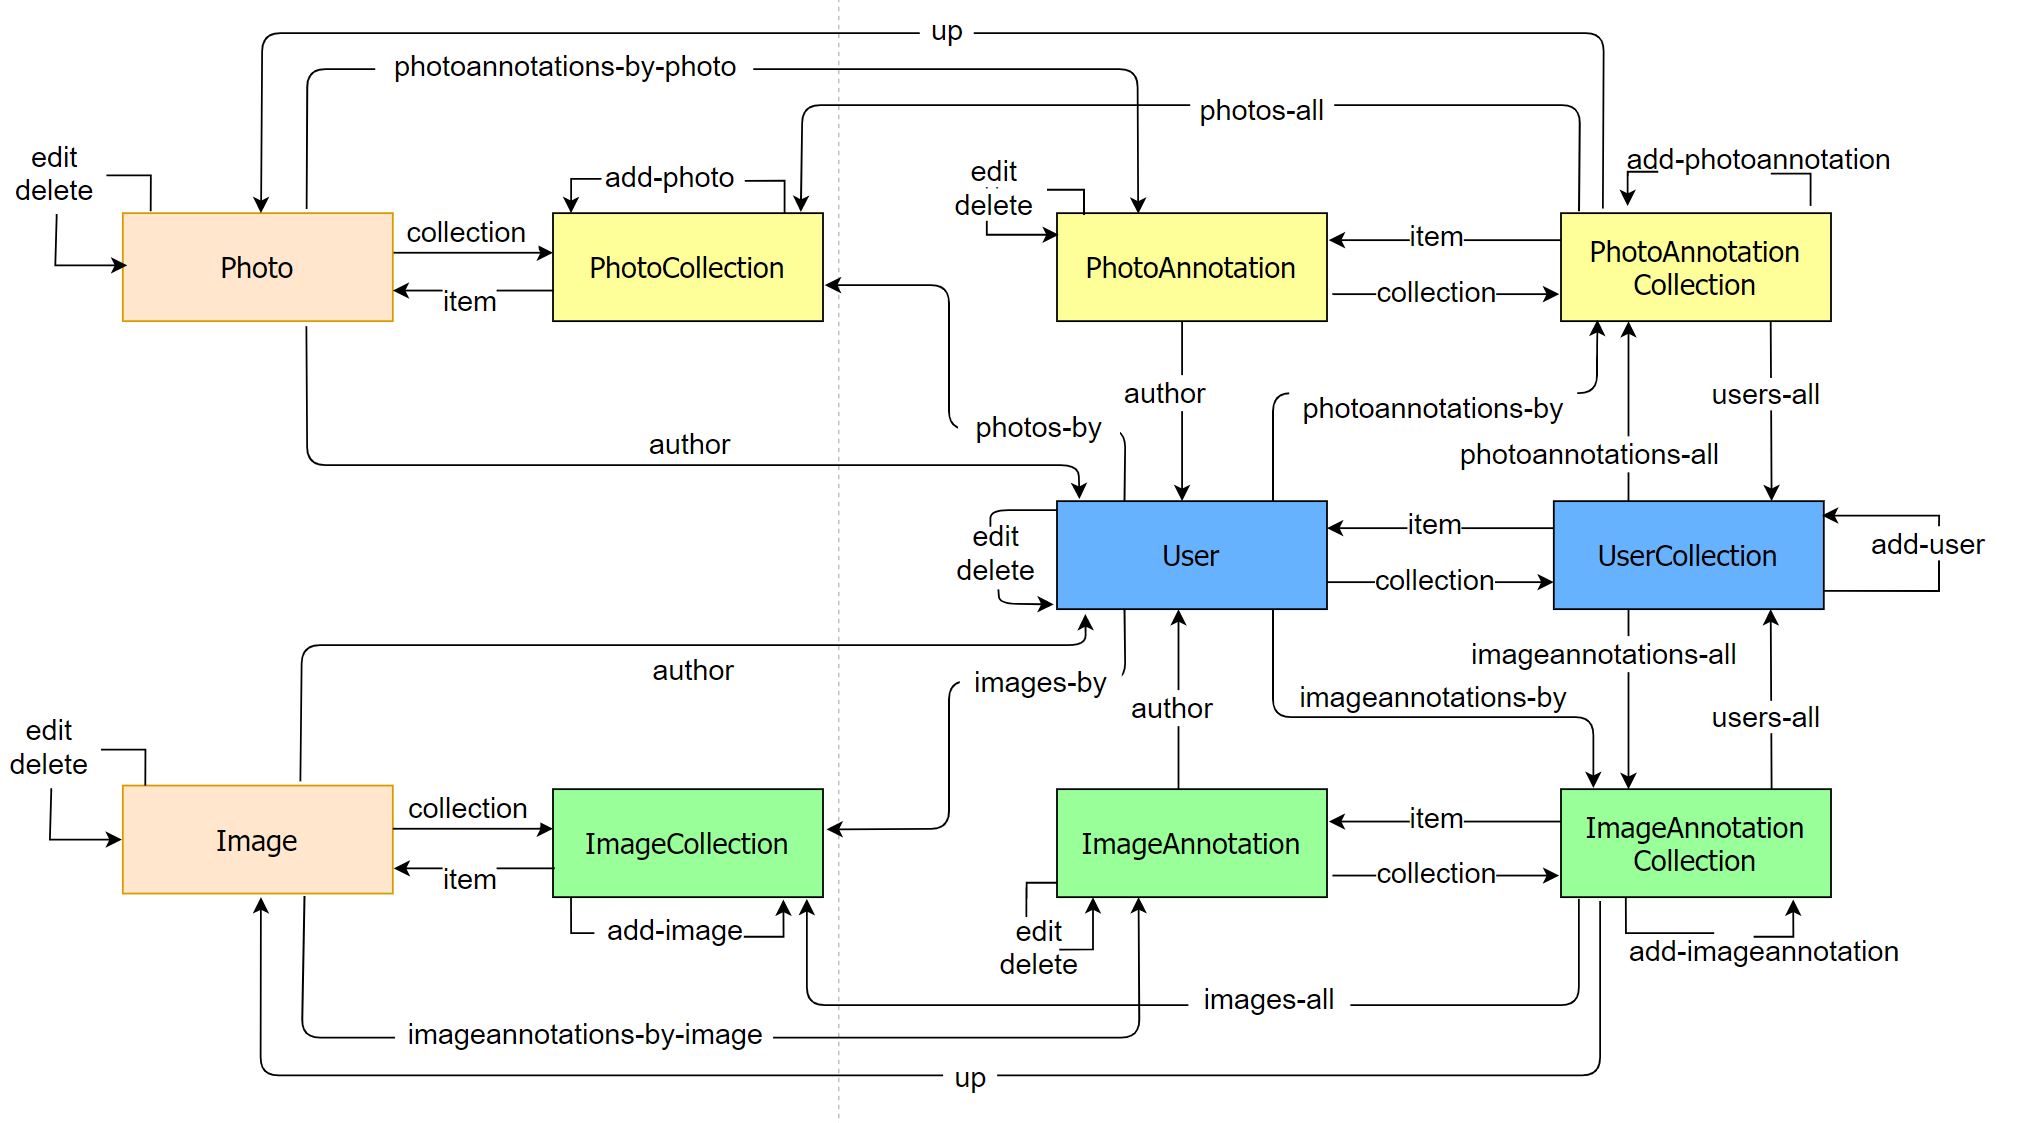 up
photoannotations-by-photo
photos-all
edit
delete
add-photo
edit
delete
add-photoannotation
collection
item
Photo
PhotoCollection
PhotoAnnotation
item
collection
PhotoAnnotation
Collection
author
photos-by
author
photoannotations-by
photoannotations-all
users-all
edit
delete
User
item
collection
UserCollection
add-user
author
images-by
author
imageannotations-by
imageannotations-all
users-all
edit
delete
Image
collection
item
ImageCollection
ImageAnnotation
item
collection
ImageAnnotation
Collection
add-image
edit
delete
add-imageannotation
images-all
imageannotations-by-image
up